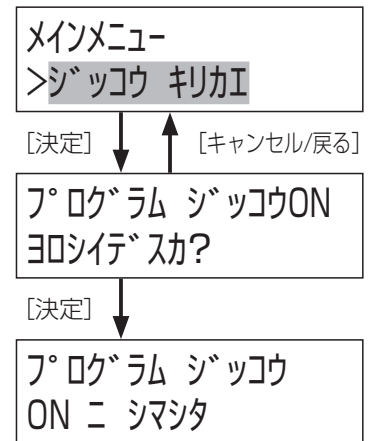 メインメニュー
>ジッコウ キリカエ
[決定] [キャンセル/戻る]
プログラム ジッコウON
ヨロシイデスカ?
[決定]
プログラム ジッコウ
ON ニ シマシタ